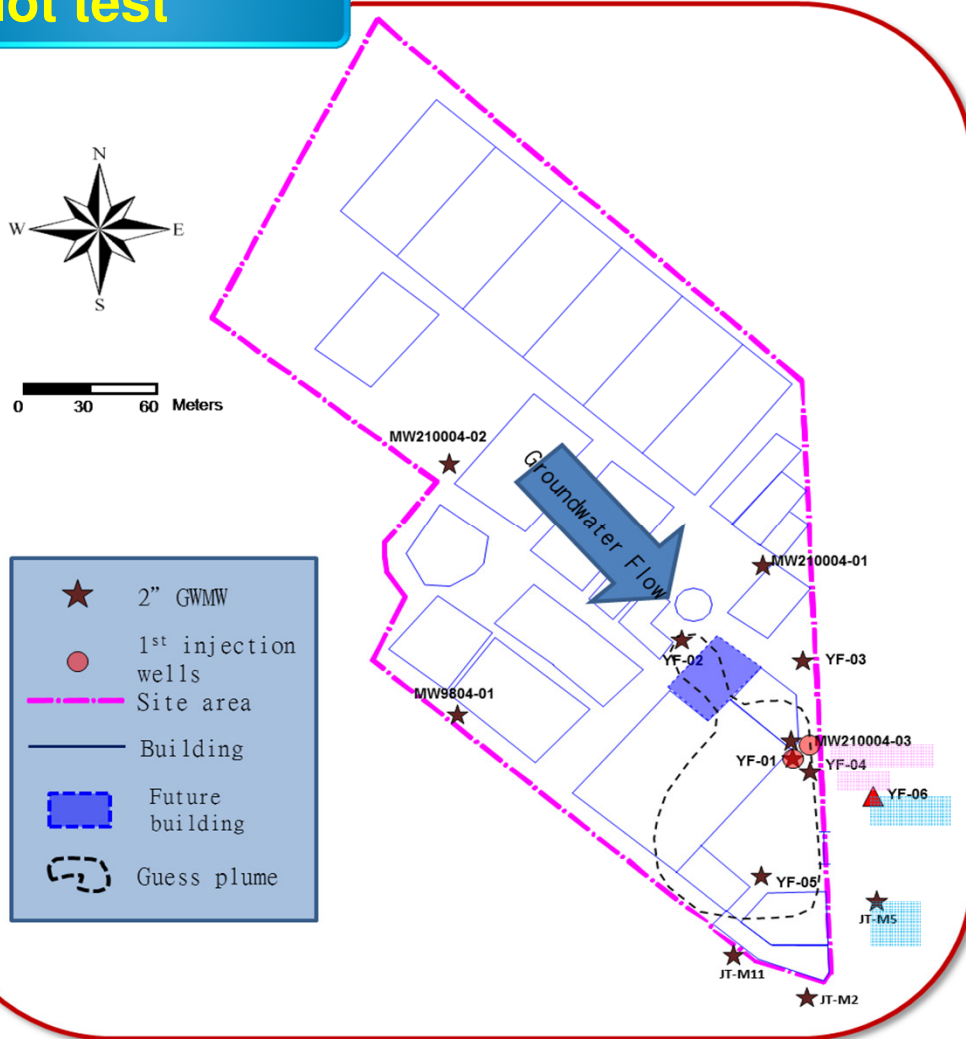 lot test
N
W
E
S
0 30 60 Meters
MW210004-02
Groundwater Flow
MW210004-01
YF-02
YF-03
MW9804-01
MW210004-03
YF-01
YF-04
YF-06
YF-05
JT-M5
JT-M11
JT-M2
2” GWMW
1st injection
wells
Site area
Building
Future
building
Guess plume